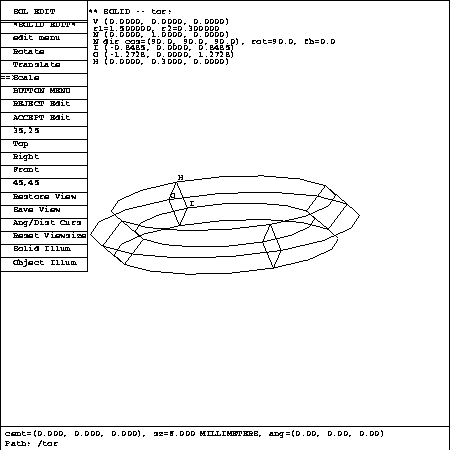 SOL EDIT
*SOLID EDIT*
edit menu
Rotate
Translate
==>Scale
BUTTON MENU
REJECT Edit
ACCEPT Edit
35,25
Top
Right
Front
45,45
Restore View
Save View
Ang/Dist Curs
Reset Viewsize
Solid Illum
Object Illum
** SOLID -- tor:
V (0.0000, 0.0000, 0.0000)
r1=1.500000, r2=0.300000
N (0.0000, 1.0000, 0.0000)
N dir cos=(90.0, 90.0, 90.0), rot=90.0, fb=0.0
I (-0.8485, 0.0000, 0.8485)
O (-1.2728, 0.0000, 1.2728)
H (0.0000, 0.3000, 0.0000)
H
O
I
cent=(0.000, 0.000, 0.000), sz=8.000 MILLIMETERS, ang=(0.00, 0.00, 0.00)
Path: /tor